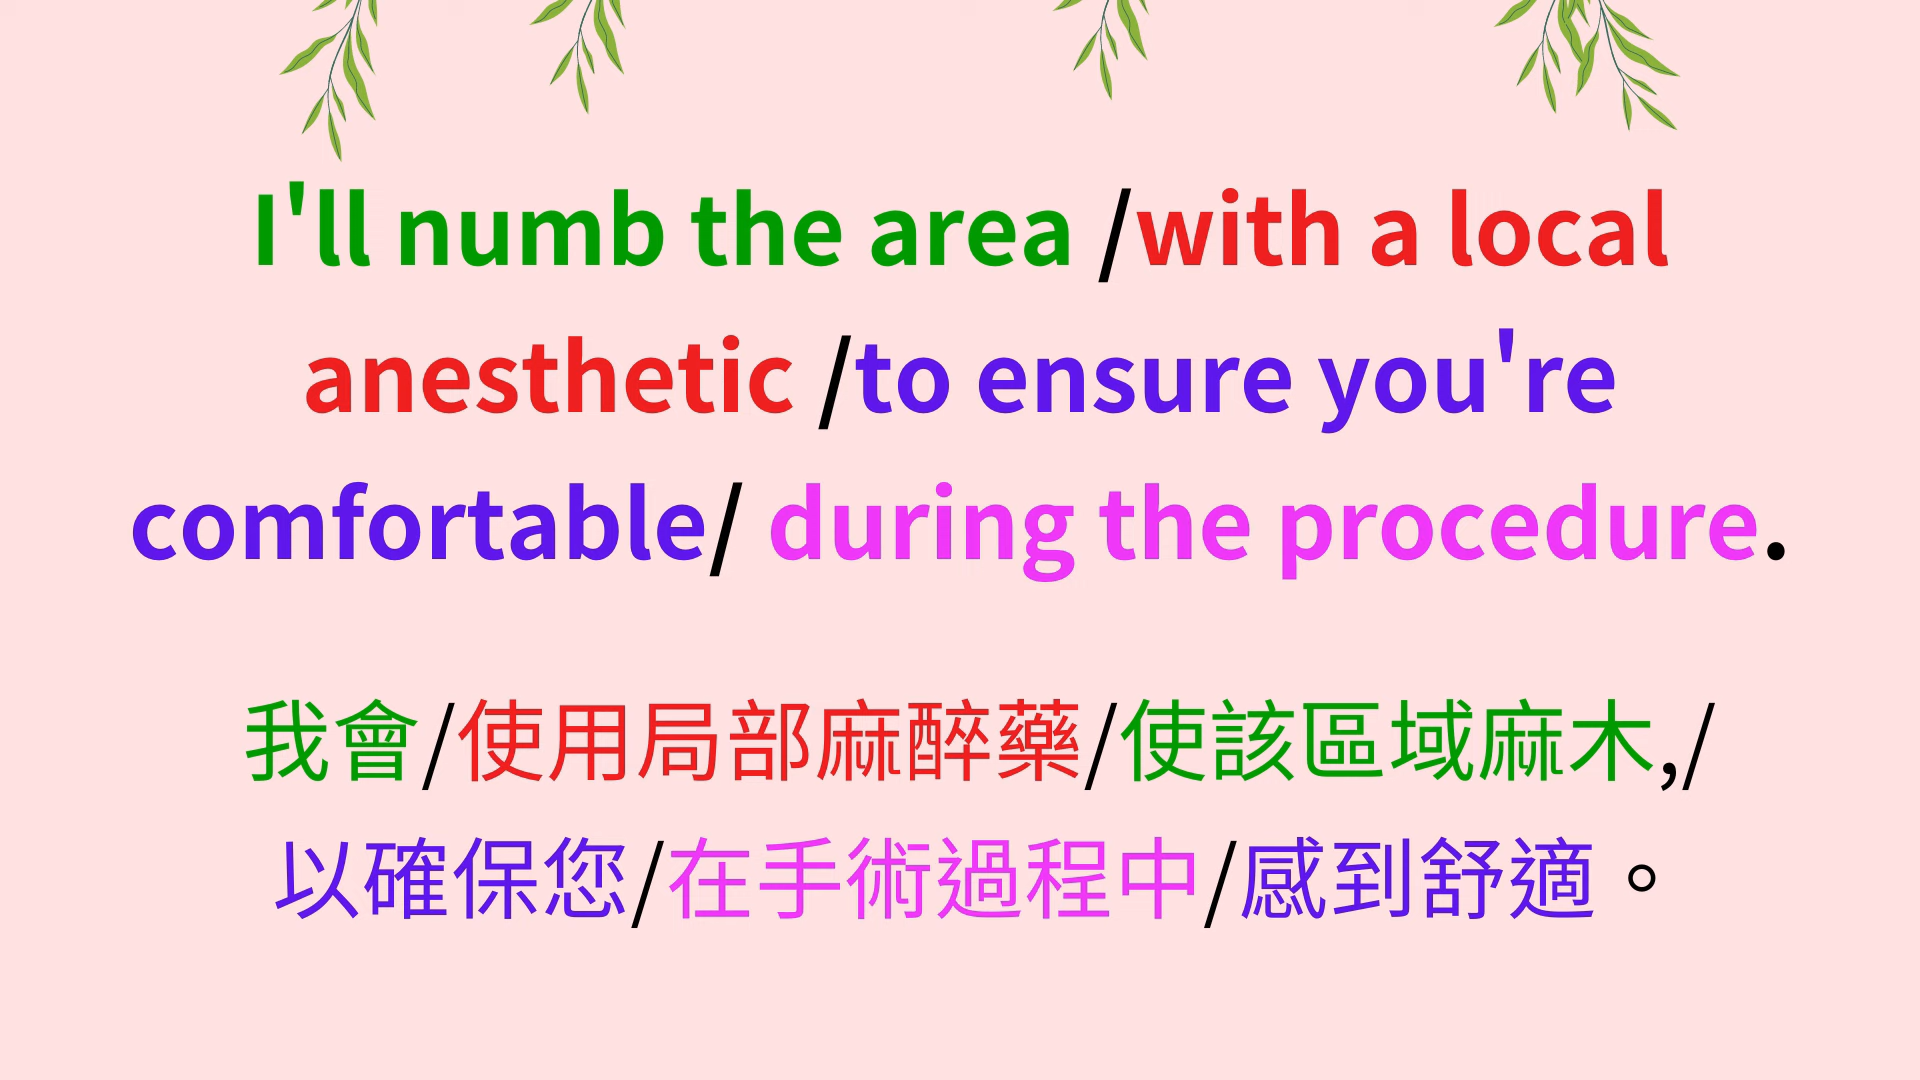 I'll numb the area /with a local
anesthetic /to ensure you're
comfortable/ during the procedure.
我會/使用局部麻醉藥/使該區域麻木,/
以確保您/在手術過程中/感到舒適。